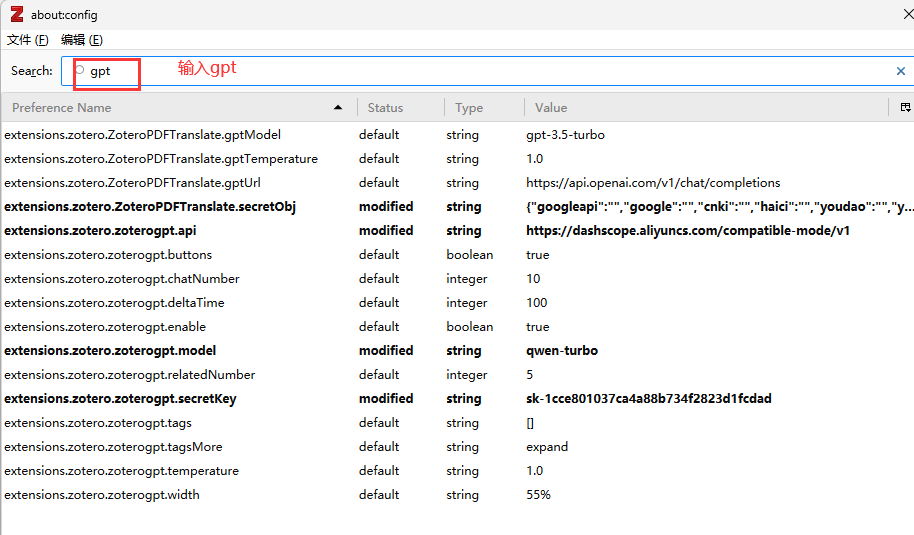 about:config
文件 (F) 编辑 (E)
Search: gpt 输入gpt
Preference Name Status Type Value
extensions.zotero.ZoteroPDFTranslate.gptModel default string gpt-3.5-turbo
extensions.zotero.ZoteroPDFTranslate.gptTemperature default string 1.0
extensions.zotero.ZoteroPDFTranslate.gptUrl default string https://api.openai.com/v1/chat/completions
extensions.zotero.ZoteroPDFTranslate.secretObj modified string {"googleapi":"","google":"","cnki":"","haici":"","youdao":"","y...
extensions.zotero.zoterogpt.api modified string https://dashscope.aliyuncs.com/compatible-mode/v1
extensions.zotero.zoterogpt.buttons default boolean true
extensions.zotero.zoterogpt.chatNumber default integer 10
extensions.zotero.zoterogpt.deltaTime default integer 100
extensions.zotero.zoterogpt.enable default boolean true
extensions.zotero.zoterogpt.model modified string qwen-turbo
extensions.zotero.zoterogpt.relatedNumber default integer 5
extensions.zotero.zoterogpt.secretKey modified string sk-1cce801037ca4a88b734f2823d1fcdad
extensions.zotero.zoterogpt.tags default string []
extensions.zotero.zoterogpt.tagsMore default string expand
extensions.zotero.zoterogpt.temperature default string 1.0
extensions.zotero.zoterogpt.width default string 55%